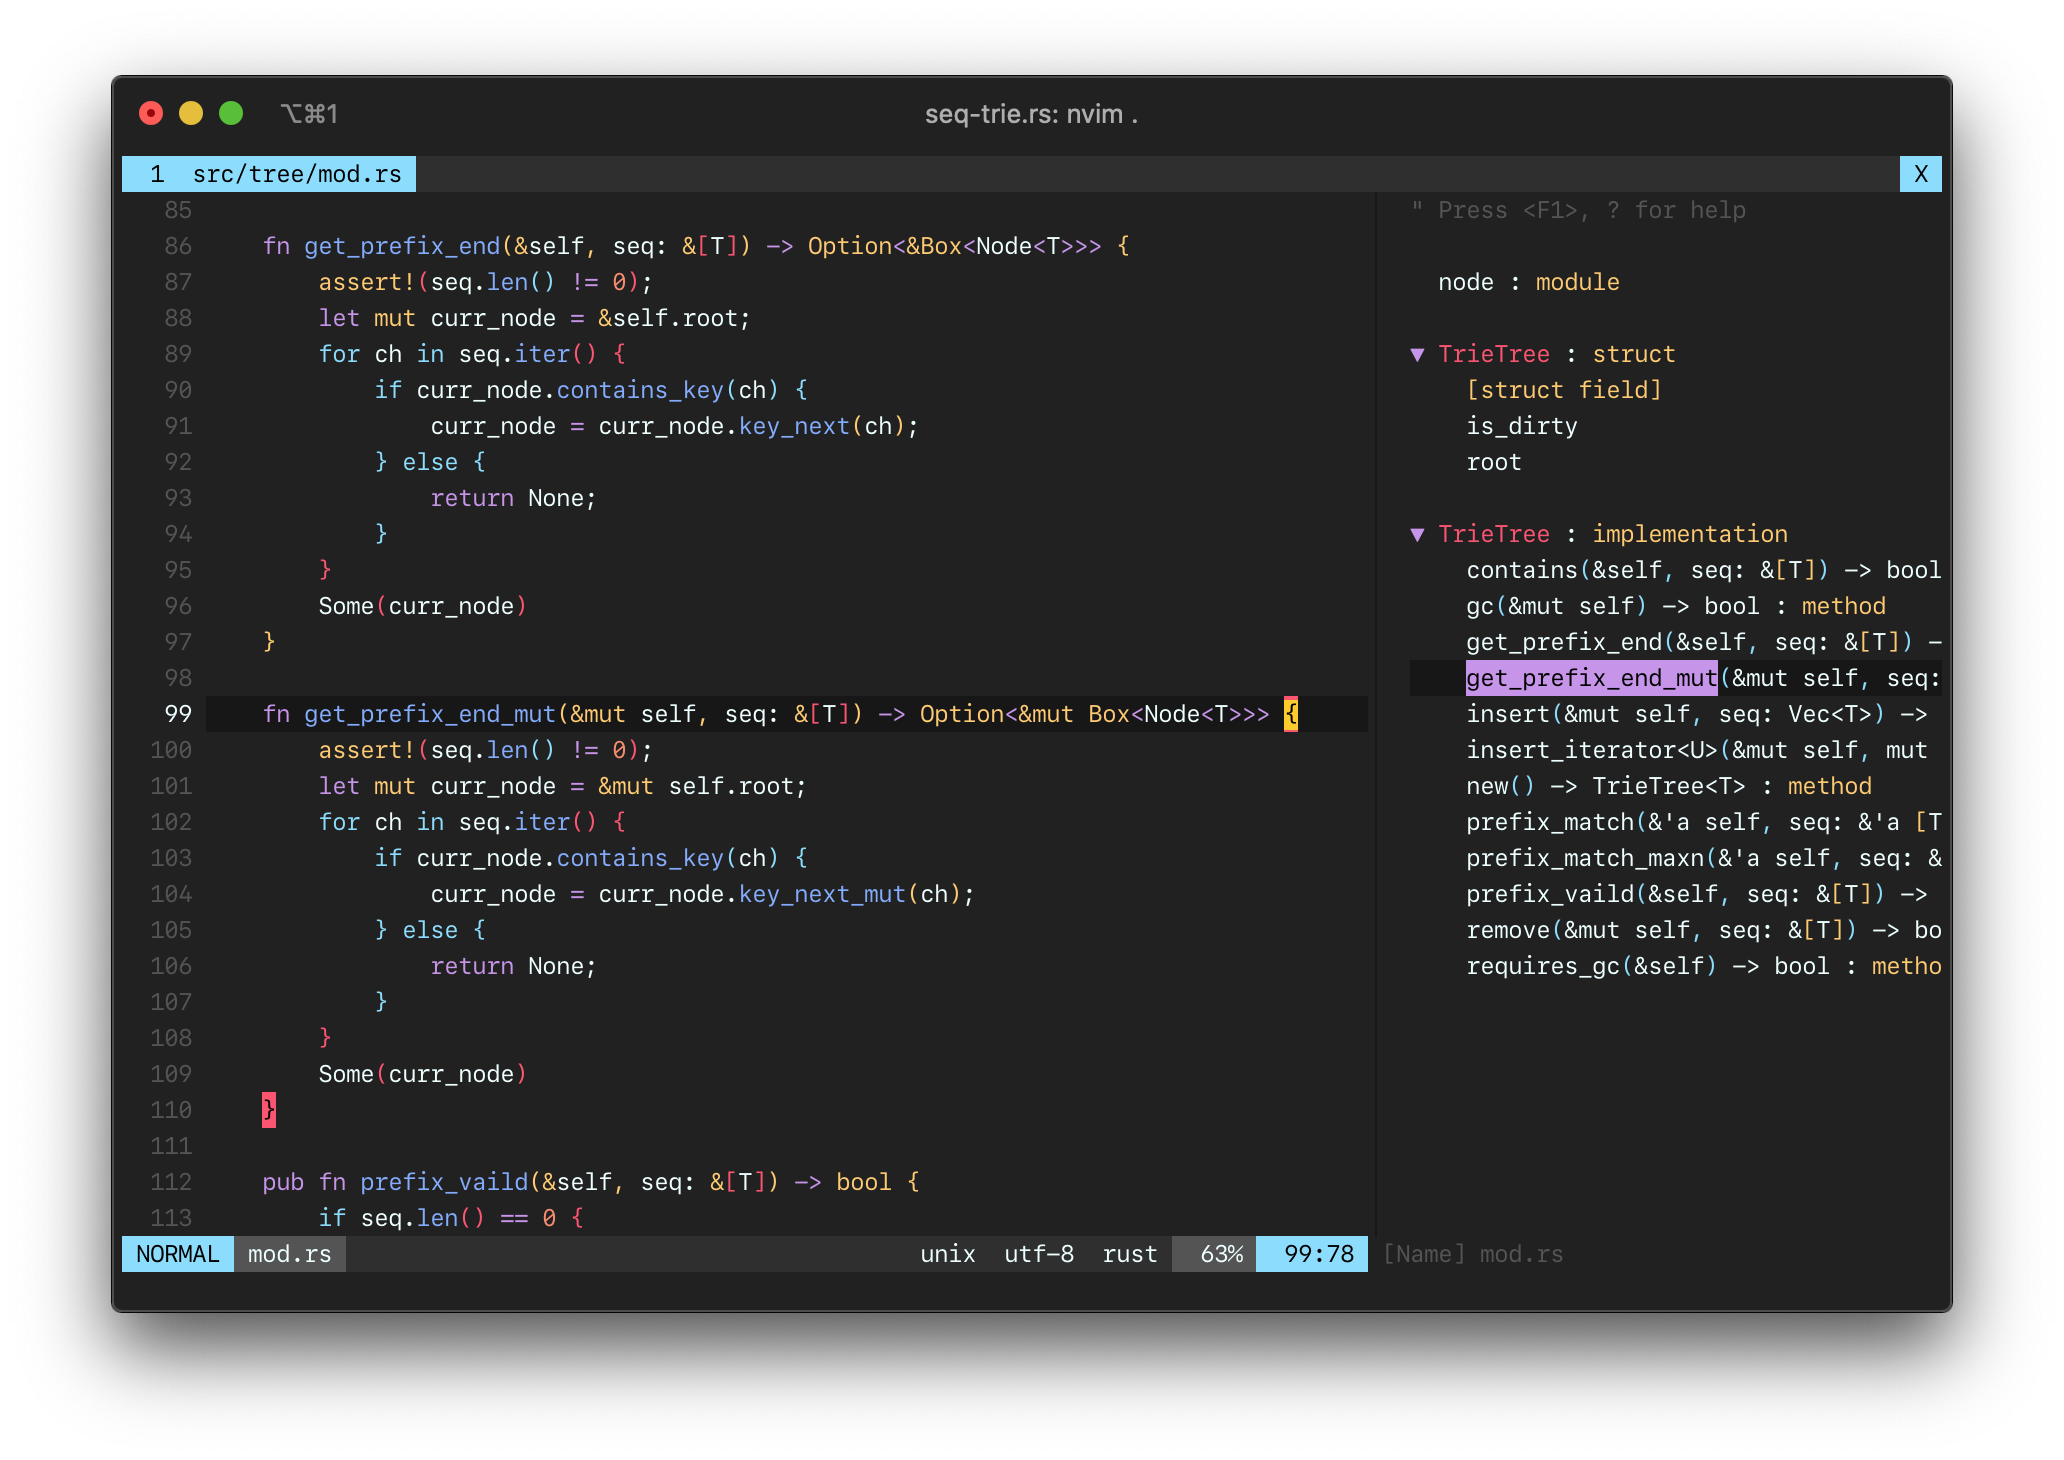 ⌥⌘1 seq-trie.rs: nvim .
1 src/tree/mod.rs X
85
86     fn get_prefix_end(&self, seq: &[T]) -> Option<&Box<Node<T>>> {
87         assert!(seq.len() != 0);
88         let mut curr_node = &self.root;
89         for ch in seq.iter() {
90             if curr_node.contains_key(ch) {
91                 curr_node = curr_node.key_next(ch);
92             } else {
93                 return None;
94             }
95         }
96         Some(curr_node)
97     }
98
99     fn get_prefix_end_mut(&mut self, seq: &[T]) -> Option<&mut Box<Node<T>>> {
100         assert!(seq.len() != 0);
101         let mut curr_node = &mut self.root;
102         for ch in seq.iter() {
103             if curr_node.contains_key(ch) {
104                 curr_node = curr_node.key_next_mut(ch);
105             } else {
106                 return None;
107             }
108         }
109         Some(curr_node)
110     }
111
112     pub fn prefix_vaild(&self, seq: &[T]) -> bool {
113         if seq.len() == 0 {
NORMAL mod.rs unix utf-8 rust 63% 99:78
" Press <F1>, ? for help
node : module
▼ TrieTree : struct
[struct field]
is_dirty
root
▼ TrieTree : implementation
contains(&self, seq: &[T]) -> bool
gc(&mut self) -> bool : method
get_prefix_end(&self, seq: &[T]) -
get_prefix_end_mut(&mut self, seq:
insert(&mut self, seq: Vec<T>) ->
insert_iterator<U>(&mut self, mut
new() -> TrieTree<T> : method
prefix_match(&'a self, seq: &'a [T
prefix_match_maxn(&'a self, seq: &
prefix_vaild(&self, seq: &[T]) ->
remove(&mut self, seq: &[T]) -> bo
requires_gc(&self) -> bool : metho
[Name] mod.rs